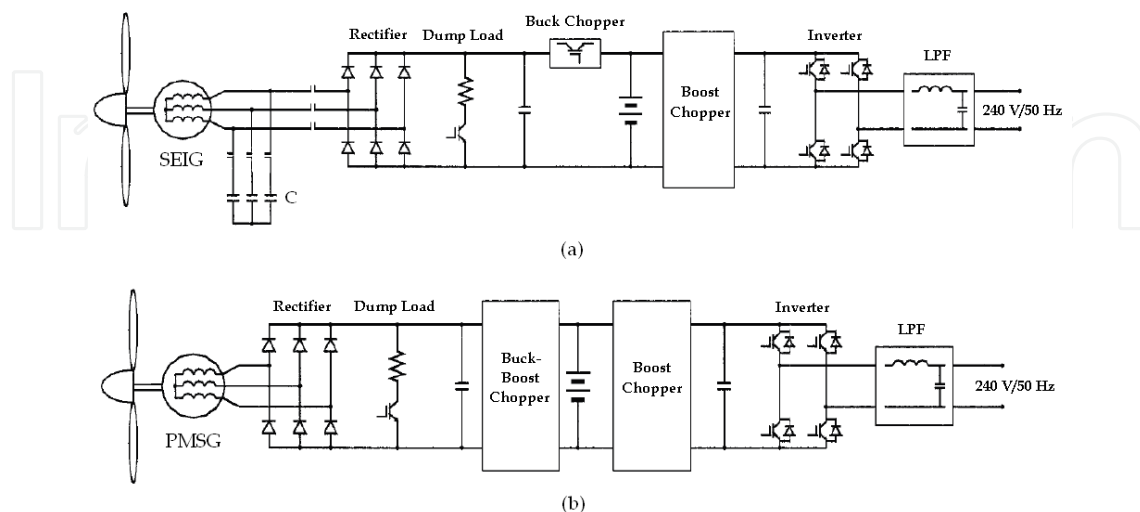 Buck Chopper
Rectifier Dump Load
Inverter
LPF
Boost
Chopper
240 V/50 Hz
SEIG
C
(a)
Rectifier Dump Load
Inverter
LPF
Buck-
Boost
Chopper
Boost
Chopper
240 V/50 Hz
PMSG
(b)